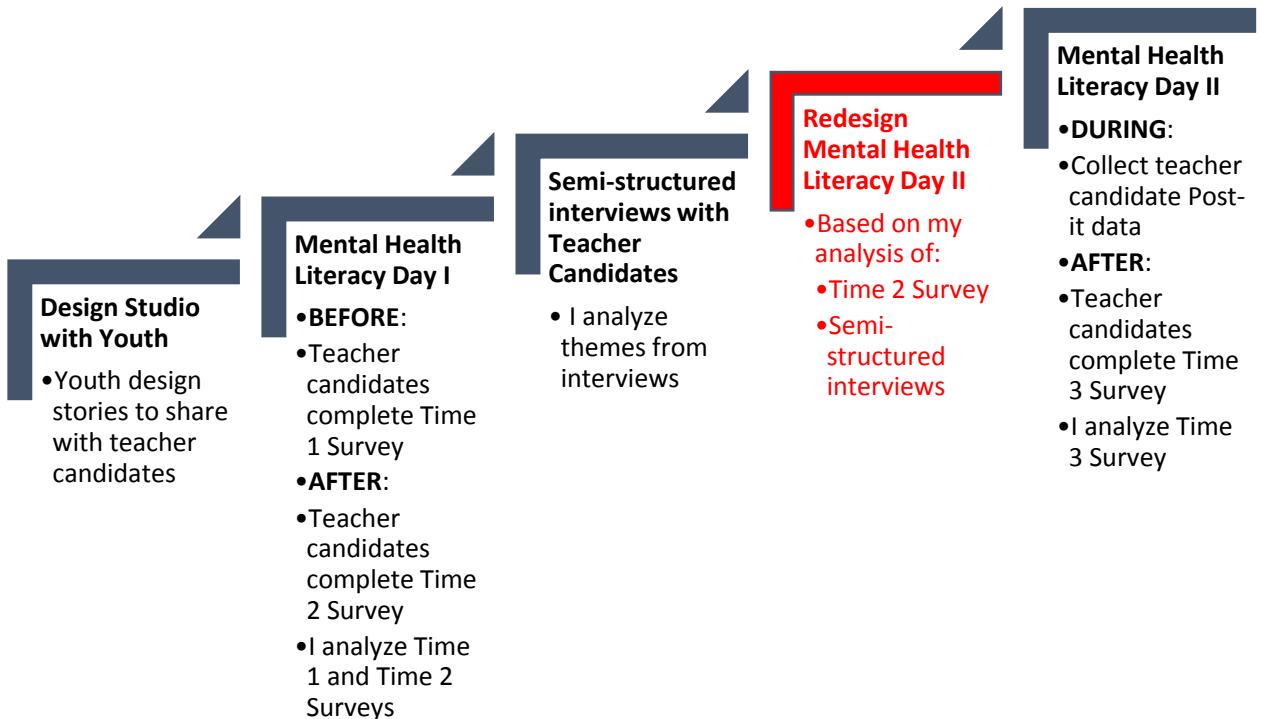 Design Studio
with Youth
•Youth design
stories to share
with teacher
candidates
Mental Health
Literacy Day I
•BEFORE:
•Teacher
candidates
complete Time
1 Survey
•AFTER:
•Teacher
candidates
complete Time
2 Survey
•I analyze Time
1 and Time 2
Surveys
Semi-structured
interviews with
Teacher
Candidates
• I analyze
themes from
interviews
Redesign
Mental Health
Literacy Day II
•Based on my
analysis of:
•Time 2 Survey
•Semi-
structured
interviews
Mental Health
Literacy Day II
•DURING:
•Collect teacher
candidate Post-
it data
•AFTER:
•Teacher
candidates
complete Time
3 Survey
•I analyze Time
3 Survey